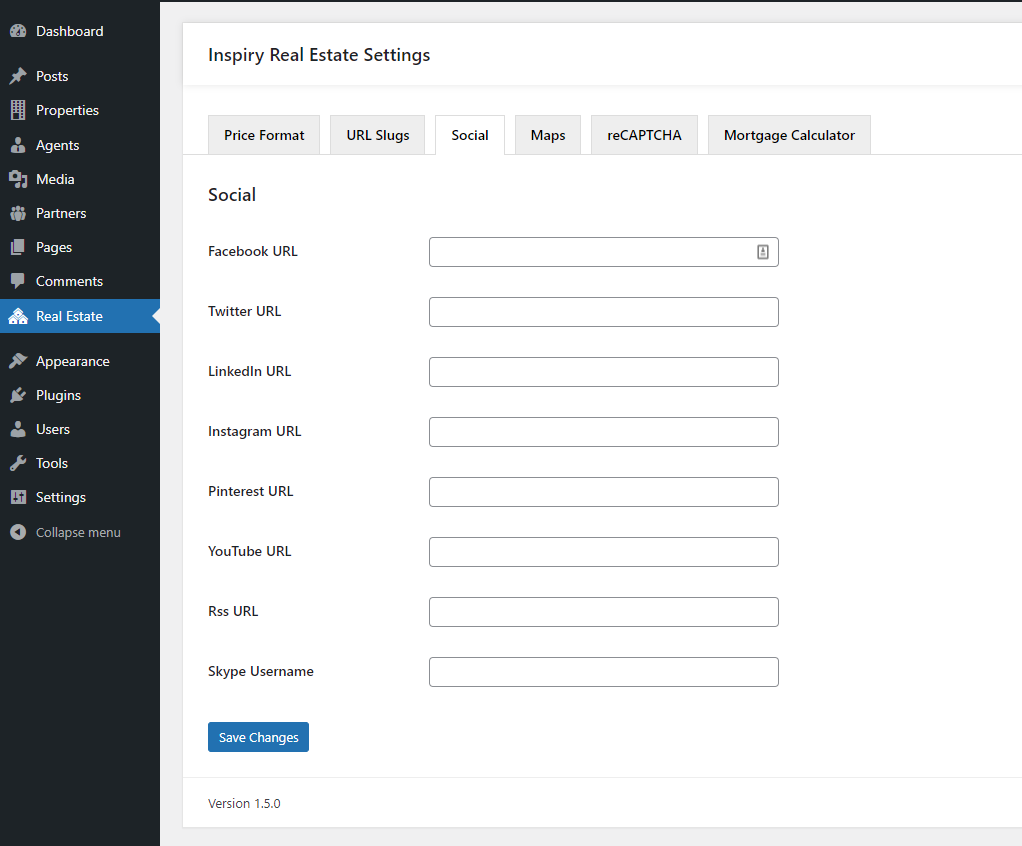 Dashboard
Posts
Properties
Agents
Media
Partners
Pages
Comments
Real Estate
Appearance
Plugins
Users
Tools
Settings
Collapse menu
Inspiry Real Estate Settings
Price Format
URL Slugs
Social
Maps
reCAPTCHA
Mortgage Calculator
Social
Facebook URL
Twitter URL
LinkedIn URL
Instagram URL
Pinterest URL
YouTube URL
Rss URL
Skype Username
Save Changes
Version 1.5.0